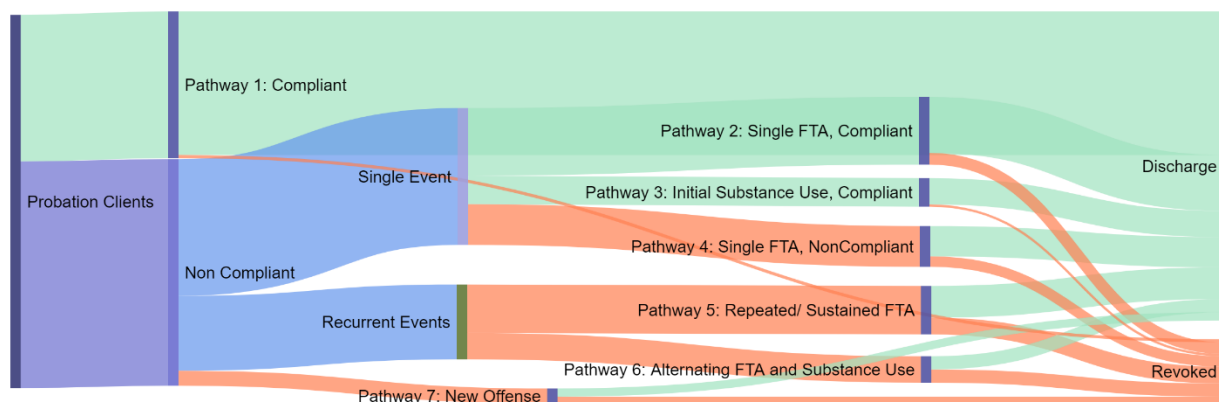 Pathway 1: Compliant
Pathway 2: Single FTA, Compliant
Discharge
Single Event
Pathway 3: Initial Substance Use, Compliant
Probation Clients
Pathway 4: Single FTA, NonCompliant
Non Compliant
Pathway 5: Repeated/ Sustained FTA
Recurrent Events
Pathway 6: Alternating FTA and Substance Use
Revoked
Pathway 7: New Offense